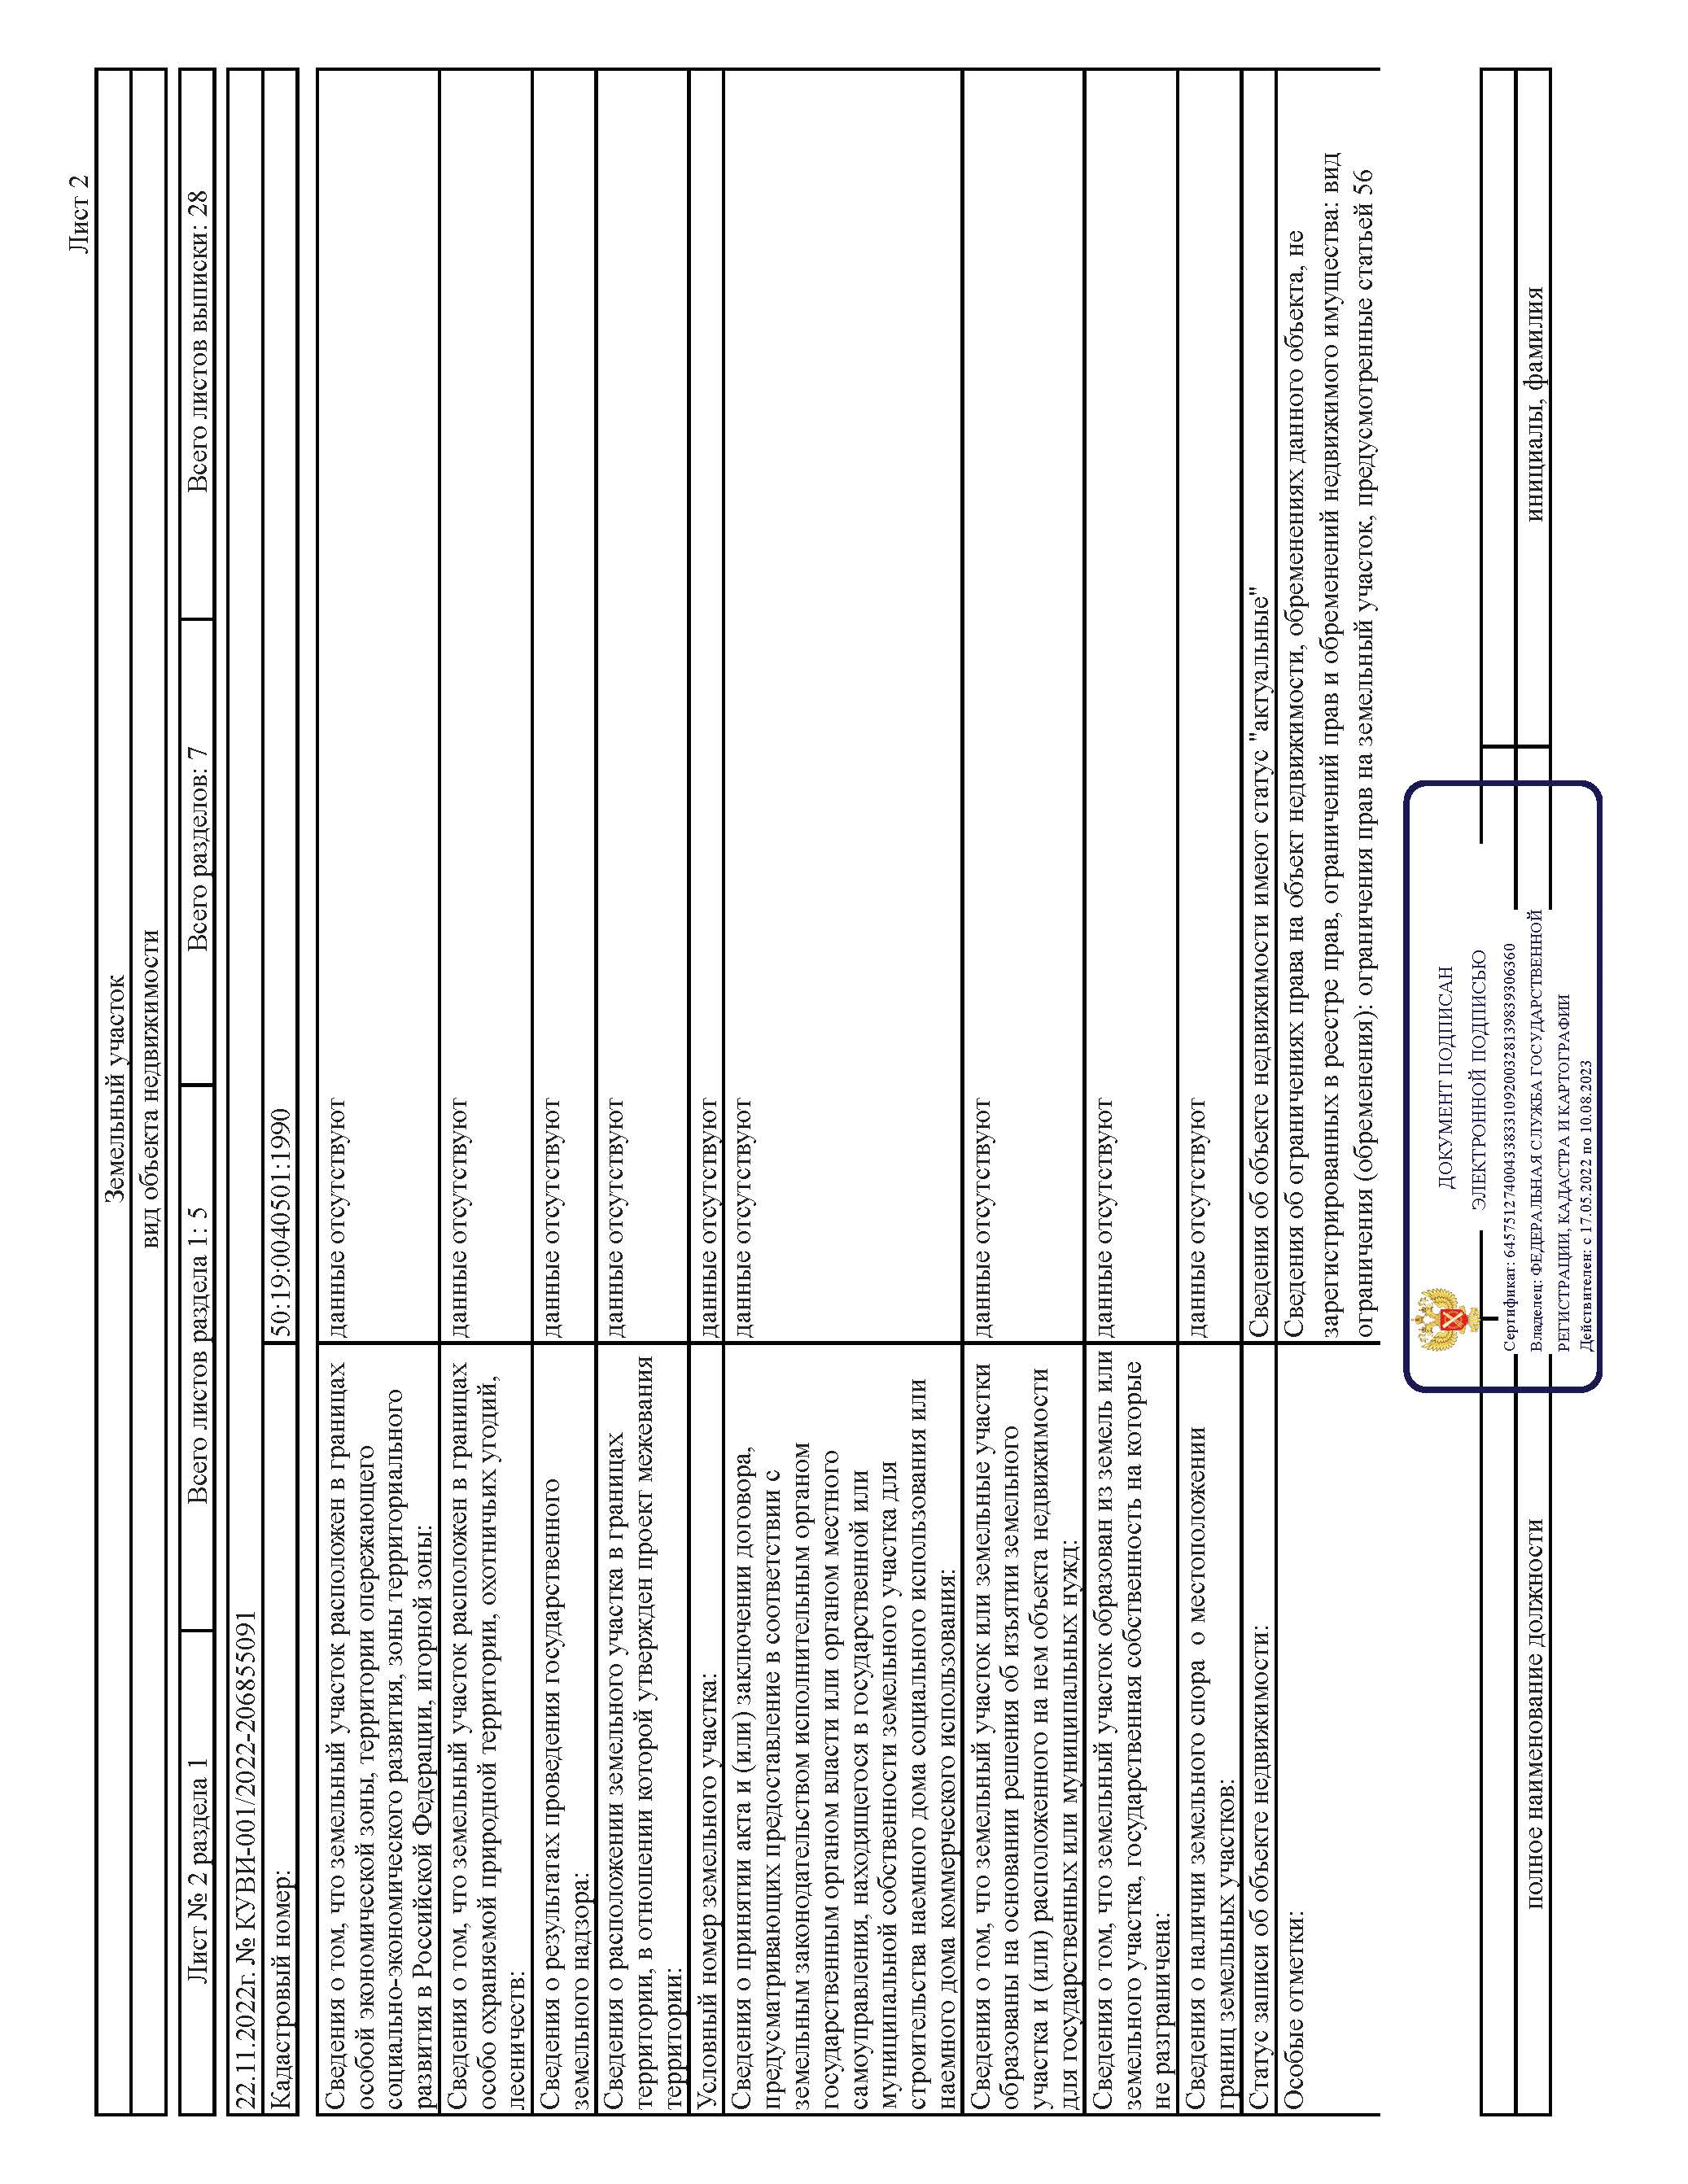 Лист 2
Земельный участок
вид объекта недвижимости
Лист № 2 раздела 1
Всего листов раздела 1: 5
Всего разделов: 7
Всего листов выписки: 28
22.11.2022г. № КУВИ-001/2022-206855091
Кадастровый номер:
50:19:0040501:1990
Сведения о том, что земельный участок расположен в границах
особой экономической зоны, территории опережающего
социально-экономического развития, зоны территориального
развития в Российской Федерации, игорной зоны:
данные отсутствуют
Сведения о том, что земельный участок расположен в границах
особо охраняемой природной территории, охотничьих угодий,
лесничеств:
данные отсутствуют
Сведения о результатах проведения государственного
земельного надзора:
данные отсутствуют
Сведения о расположении земельного участка в границах
территории, в отношении которой утвержден проект межевания
территории:
данные отсутствуют
Условный номер земельного участка:
данные отсутствуют
Сведения о принятии акта и (или) заключении договора,
предусматривающих предоставление в соответствии с
земельным законодательством исполнительным органом
государственным органом власти или органом местного
самоуправления, находящегося в государственной или
муниципальной собственности земельного участка для
строительства наемного дома социального использования или
наемного дома коммерческого использования:
данные отсутствуют
Сведения о том, что земельный участок или земельные участки
образованы на основании решения об изъятии земельного
участка и (или) расположенного на нем объекта недвижимости
для государственных или муниципальных нужд:
данные отсутствуют
Сведения о том, что земельный участок образован из земель или
земельного участка, государственная собственность на которые
не разграничена:
данные отсутствуют
Сведения о наличии земельного спора о местоположении
границ земельных участков:
данные отсутствуют
Статус записи об объекте недвижимости:
Сведения об объекте недвижимости имеют статус "актуальные"
Особые отметки:
Сведения об ограничениях права на объект недвижимости, обременениях данного объекта, не
зарегистрированных в реестре прав, ограничений прав и обременений недвижимого имущества: вид
ограничения (обременения): ограничения прав на земельный участок, предусмотренные статьей 56
ДОКУМЕНТ ПОДПИСАН
ЭЛЕКТРОННОЙ ПОДПИСЬЮ
Сертификат: 64575127400433833109200328139839306360
Владелец: ФЕДЕРАЛЬНАЯ СЛУЖБА ГОСУДАРСТВЕННОЙ
РЕГИСТРАЦИИ, КАДАСТРА И КАРТОГРАФИИ
Действителен: с 17.05.2022 по 10.08.2023
полное наименование должности
инициалы, фамилия